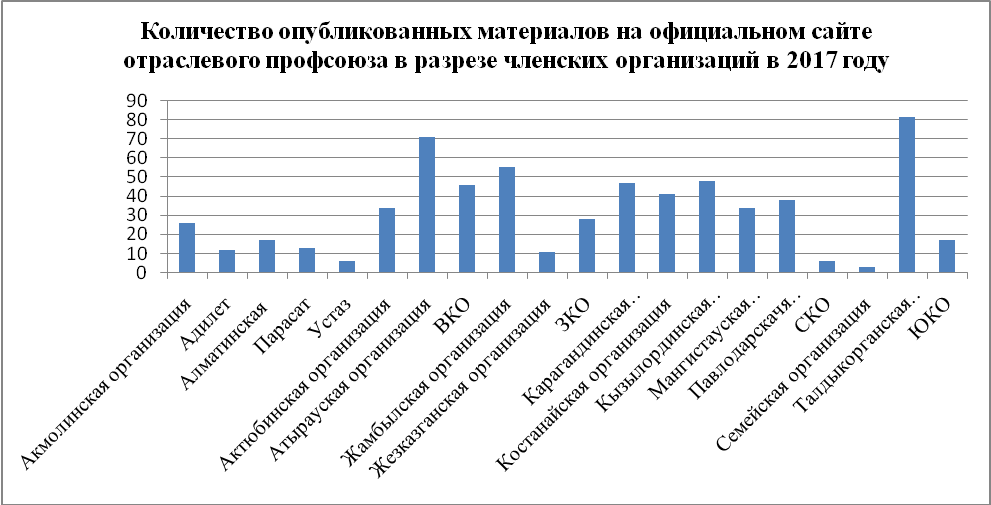 Количество опубликованных материалов на официальном сайте
отраслевого профсоюза в разрезе членских организаций в 2017 году
90
80
70
60
50
40
30
20
10
0
Акмолинская организация
Адилет
Алматинская
Парасат
Устаз
Актюбинская организация
Атырауская организация
ВКО
Жамбылская организация
Жезказганская организация
ЗКО
Карагандинская..
Костанайская организация
Кызылординская..
Мангистауская..
Павлодарскачя..
СКО
Семейская организация
Талдыкорганская..
ЮКО